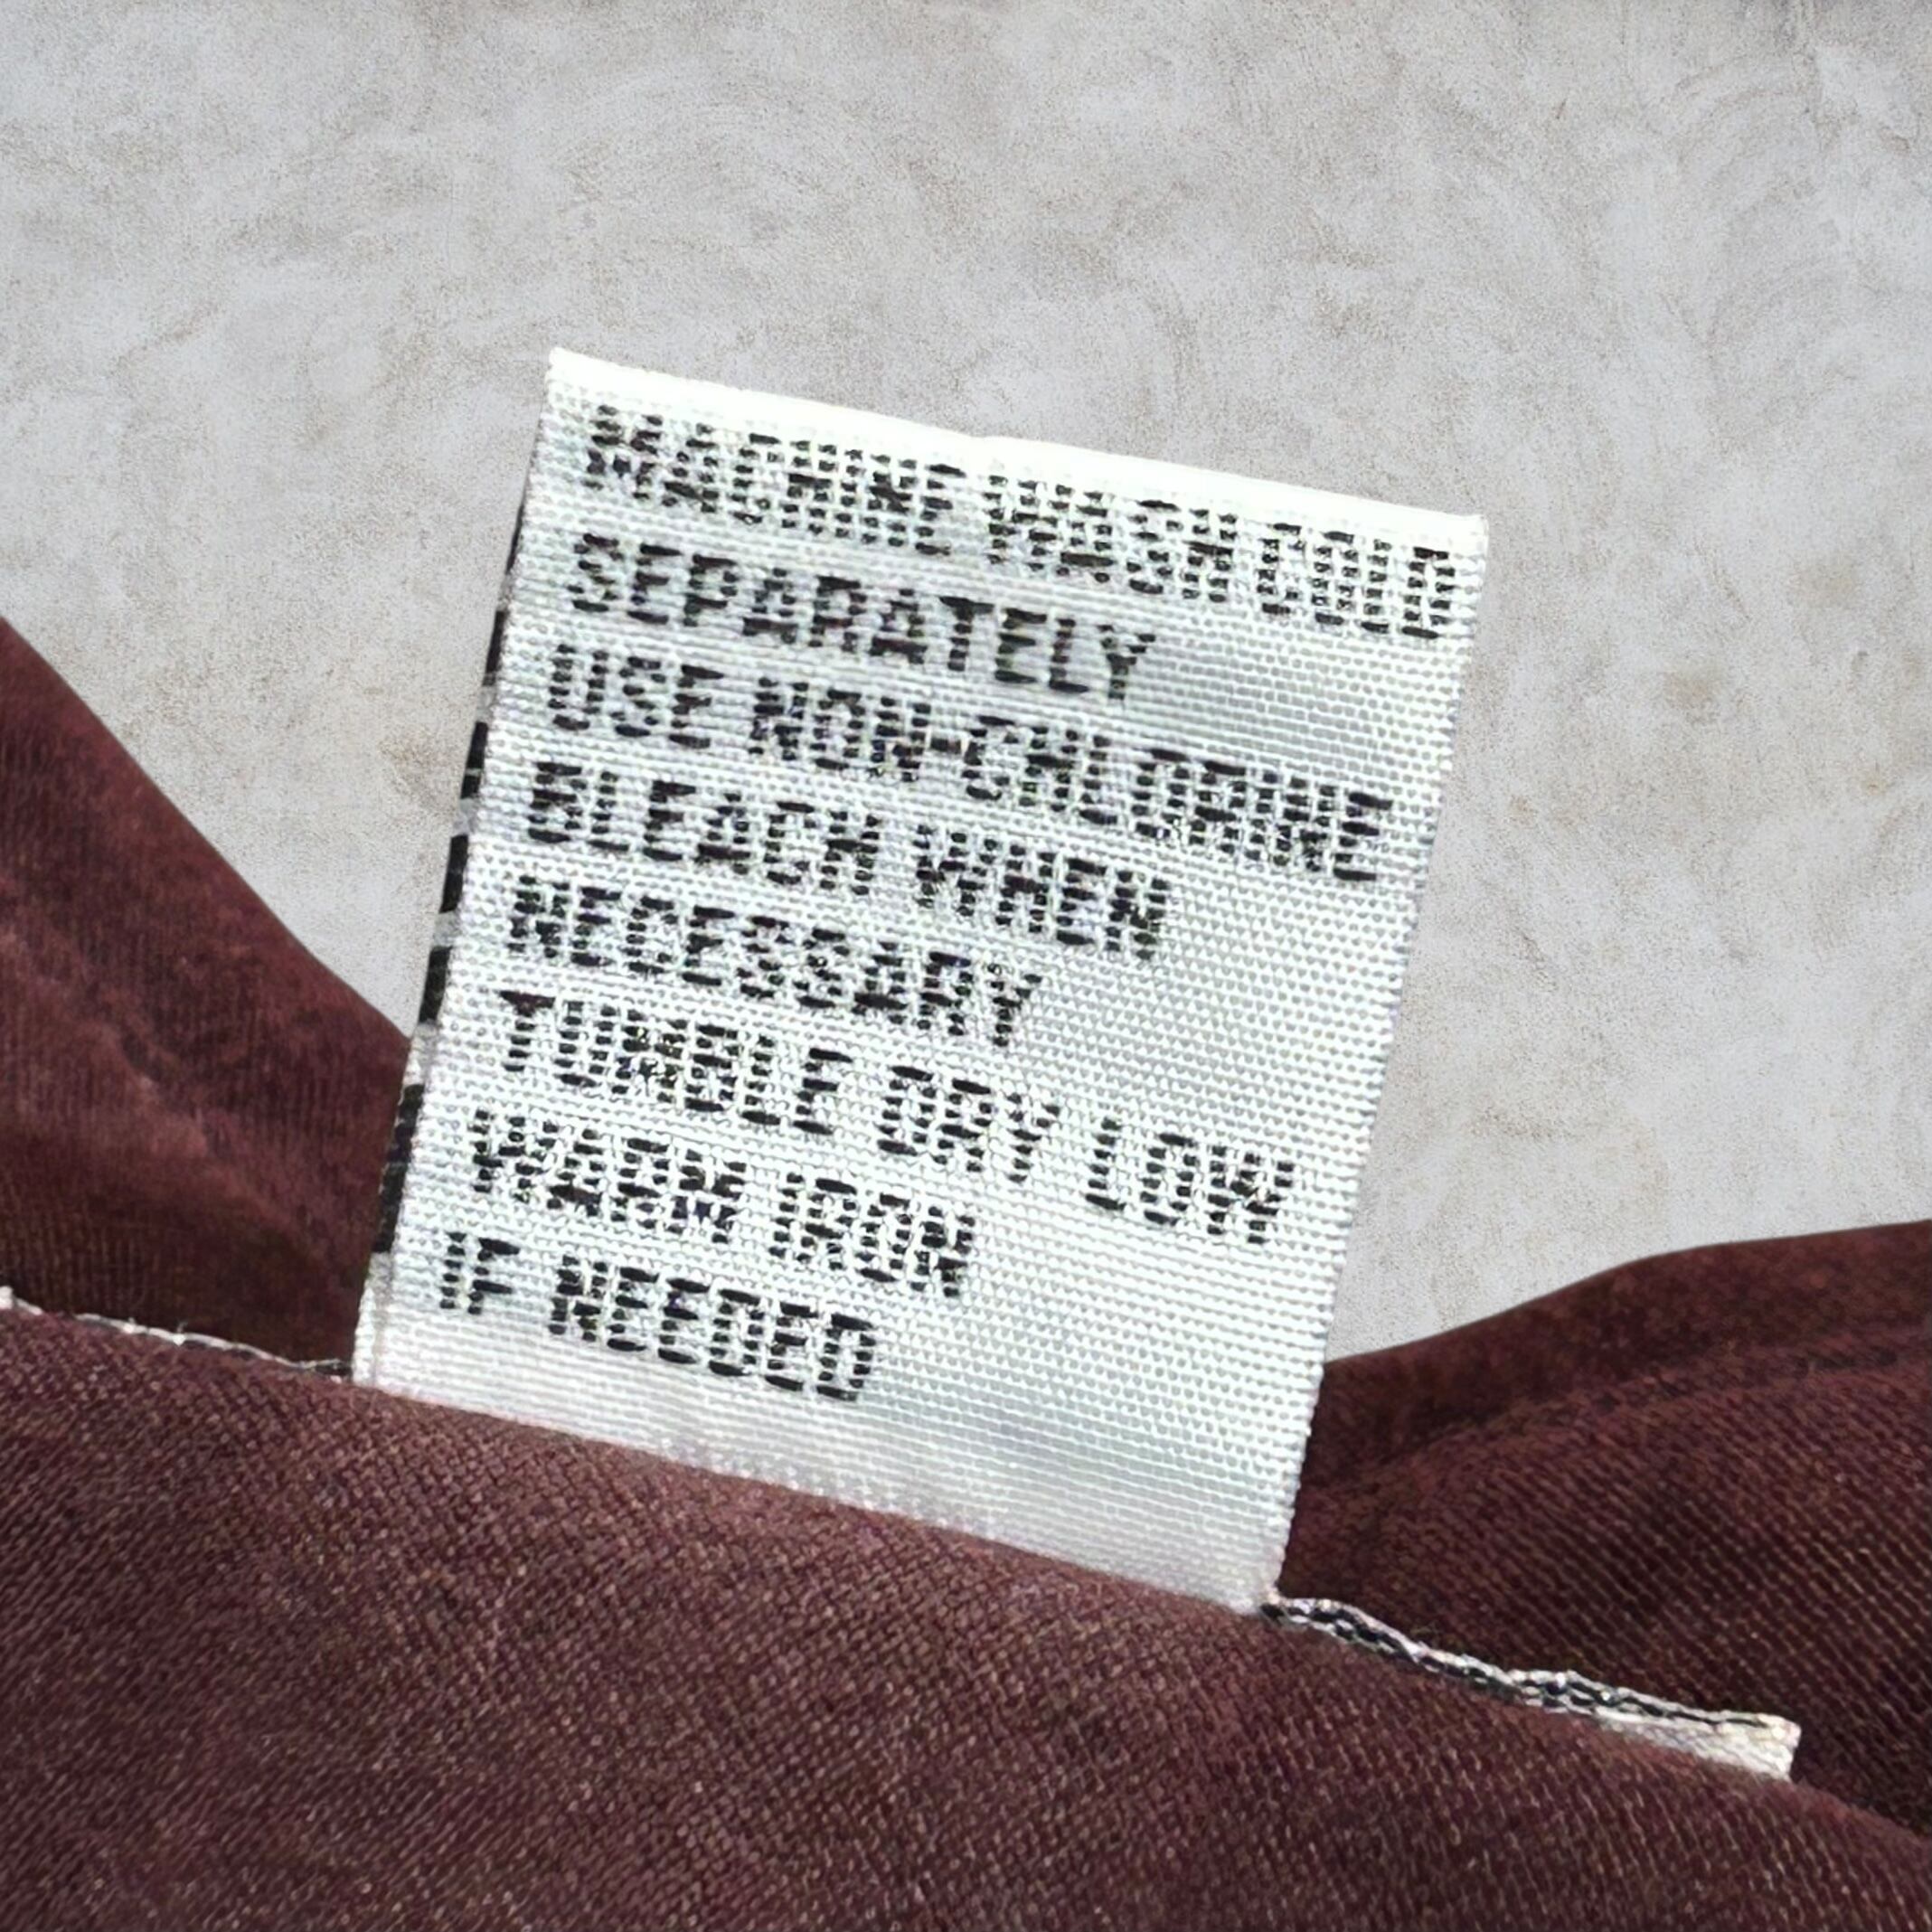 MACHINE WASH COLD
SEPARATELY
USE NON-CHLORINE
BLEACH WHEN
NECESSARY
TUMBLE DRY LOW
WARM IRON
IF NEEDED